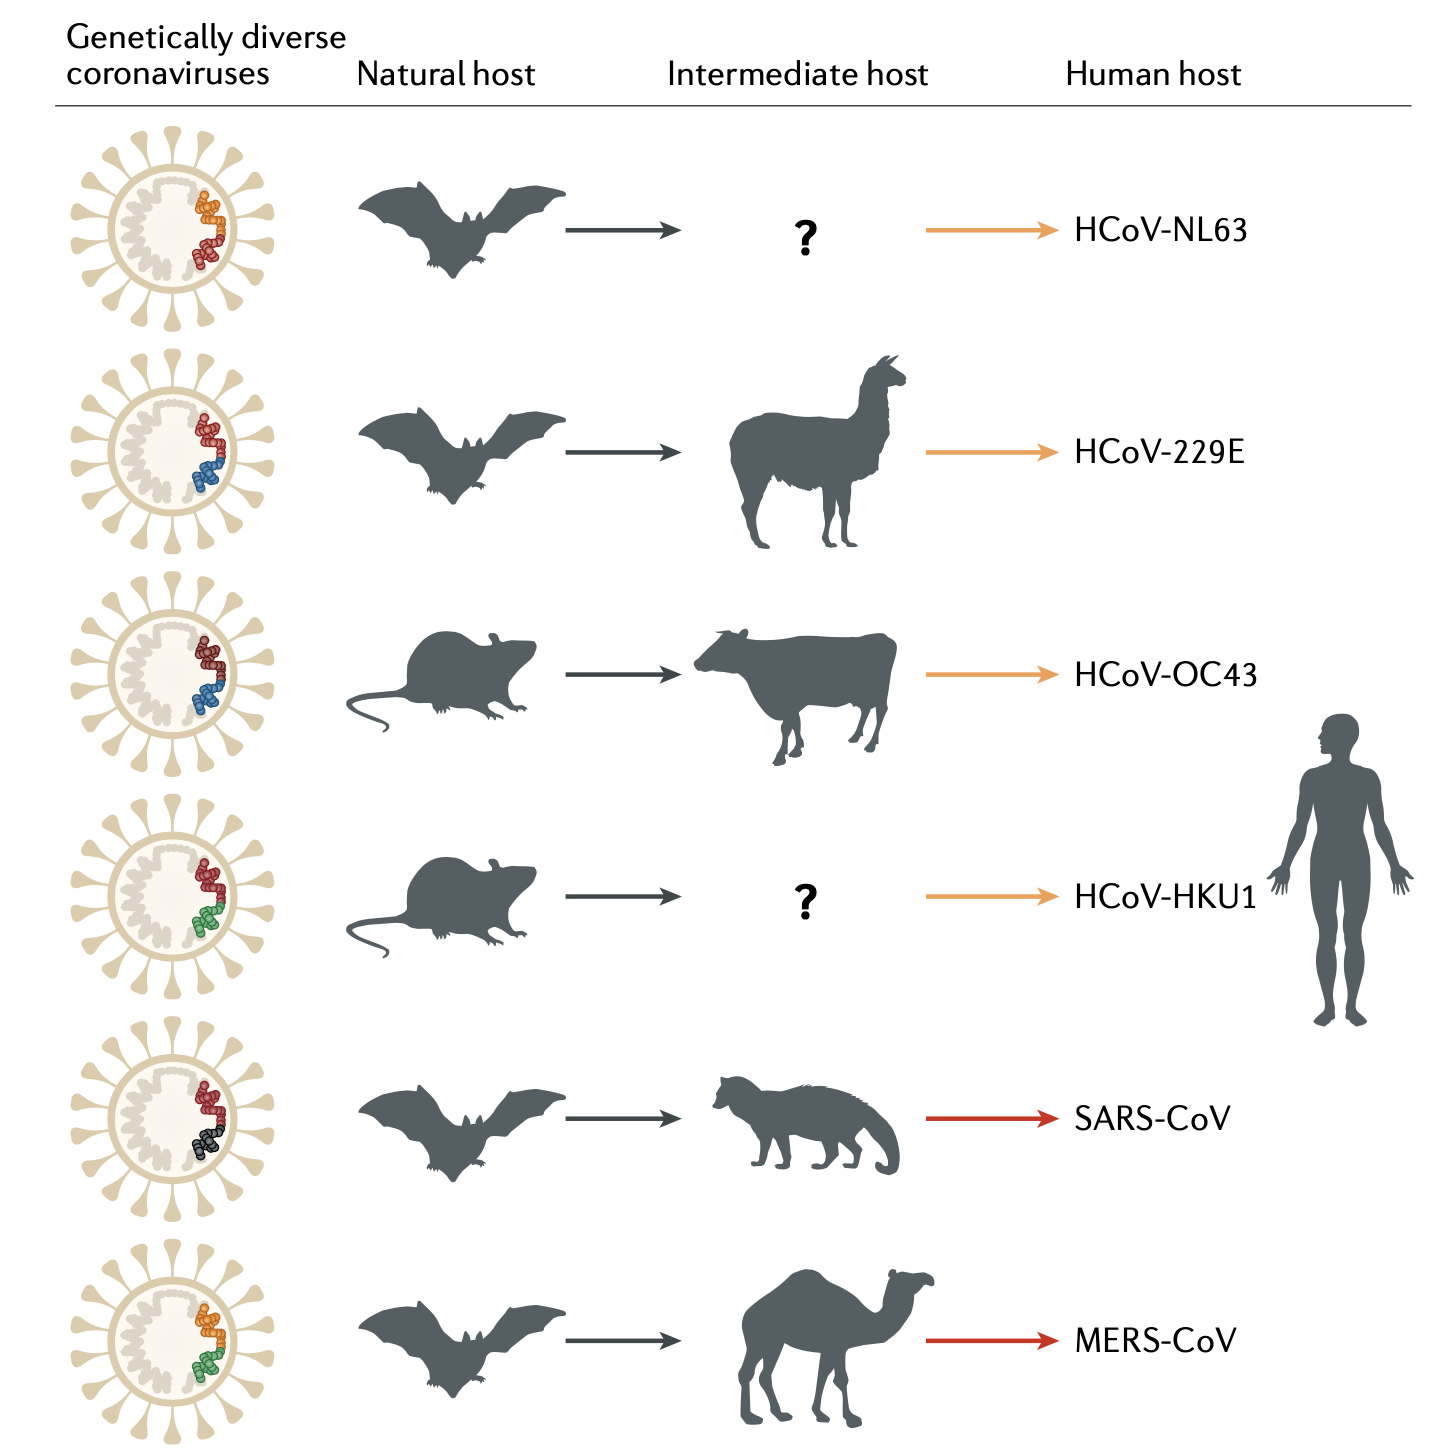 Genetically diverse
coronaviruses
Natural host
Intermediate host
Human host
?
HCoV-NL63
HCoV-229E
HCoV-OC43
?
HCoV-HKU1
SARS-CoV
MERS-CoV